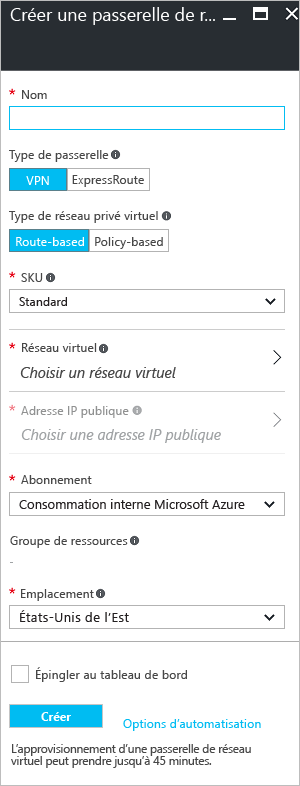 Créer une passerelle de r...
* Nom
Type de passerelle
VPN ExpressRoute
Type de réseau privé virtuel
Route-based Policy-based
* SKU
Standard
* Réseau virtuel
Choisir un réseau virtuel
* Adresse IP publique
Choisir une adresse IP publique
* Abonnement
Consommation interne Microsoft Azure
Groupe de ressources
-
* Emplacement
États-Unis de l'Est
Épingler au tableau de bord
Créer Options d'automatisation
L'approvisionnement d'une passerelle de réseau
virtuel peut prendre jusqu'à 45 minutes.